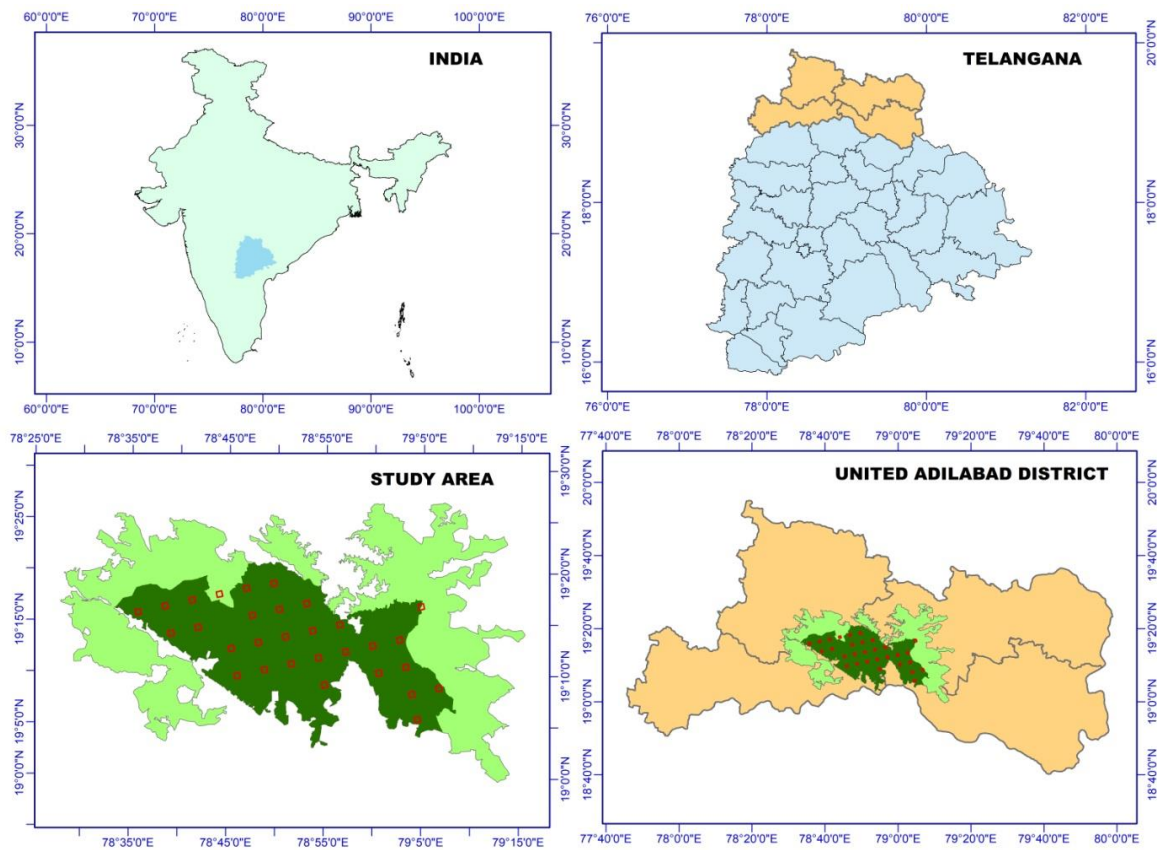 60°0'0"E 70°0'0"E 80°0'0"E 90°0'0"E 100°0'0"E
INDIA
30°0'0"N
20°0'0"N
10°0'0"N
60°0'0"E 70°0'0"E 80°0'0"E 90°0'0"E 100°0'0"E
76°0'0"E 78°0'0"E 80°0'0"E 82°0'0"E
TELANGANA
20°0'0"N
18°0'0"N
16°0'0"N
20°0'0"N
18°0'0"N
16°0'0"N
76°0'0"E 78°0'0"E 80°0'0"E 82°0'0"E
30°0'0"N
20°0'0"N
10°0'0"N
78°25'0"E 78°35'0"E 78°45'0"E 78°55'0"E 79°5'0"E 79°15'0"E
STUDY AREA
19°25'0"N
19°15'0"N
19°5'0"N
19°30'0"N
19°20'0"N
19°10'0"N
19°0'0"N
78°35'0"E 78°45'0"E 78°55'0"E 79°5'0"E 79°15'0"E
77°40'0"E 78°0'0"E 78°20'0"E 78°40'0"E 79°0'0"E 79°20'0"E 79°40'0"E 80°0'0"E
UNITED ADILABAD DISTRICT
20°0'0"N
19°40'0"N
19°20'0"N
19°0'0"N
18°40'0"N
20°0'0"N
19°40'0"N
19°20'0"N
19°0'0"N
18°40'0"N
77°40'0"E 78°0'0"E 78°20'0"E 78°40'0"E 79°0'0"E 79°20'0"E 79°40'0"E 80°0'0"E